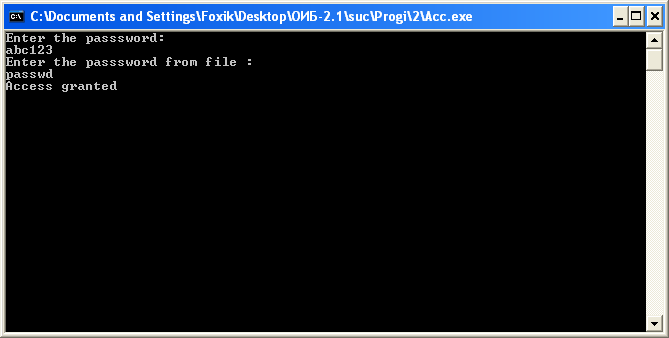 C:\Documents and Settings\Foxik\Desktop\ОИБ-2.1\suc\Progi\2\Acc.exe
Enter the passsword:
abc123
Enter the passsword from file :
passwd
Access granted